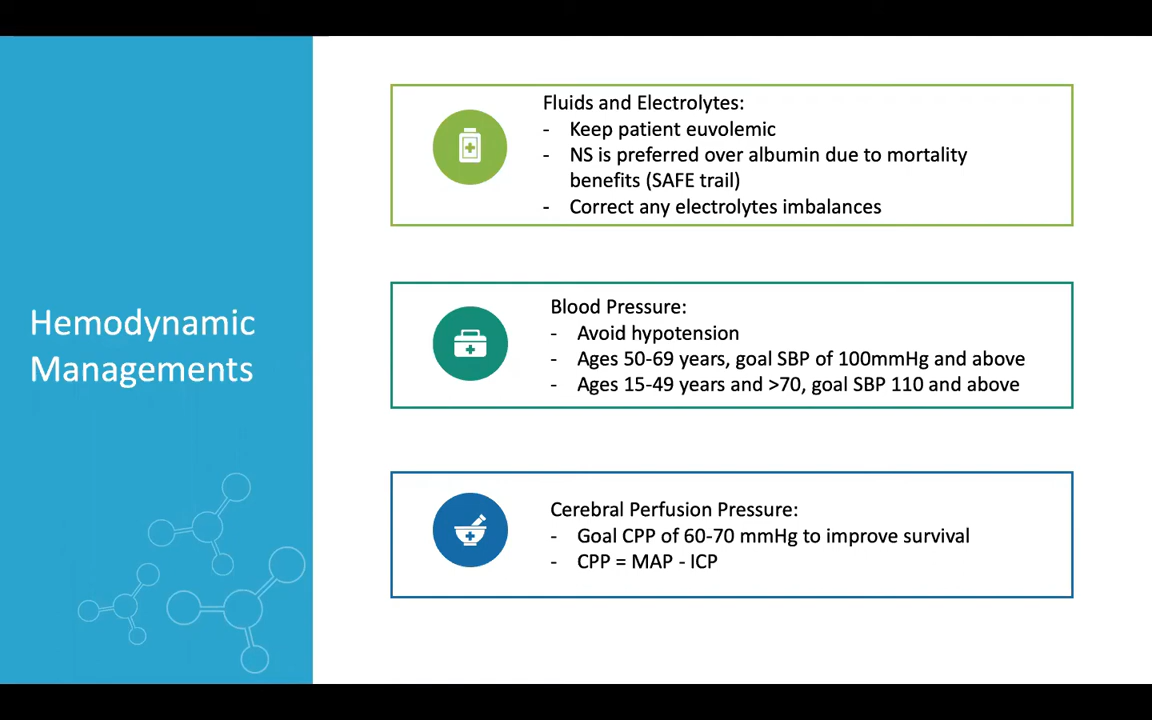 Hemodynamic
Managements
Fluids and Electrolytes:
- Keep patient euvolemic
- NS is preferred over albumin due to mortality
benefits (SAFE trail)
- Correct any electrolytes imbalances
Blood Pressure:
- Avoid hypotension
- Ages 50-69 years, goal SBP of 100mmHg and above
- Ages 15-49 years and >70, goal SBP 110 and above
Cerebral Perfusion Pressure:
- Goal CPP of 60-70 mmHg to improve survival
- CPP = MAP - ICP